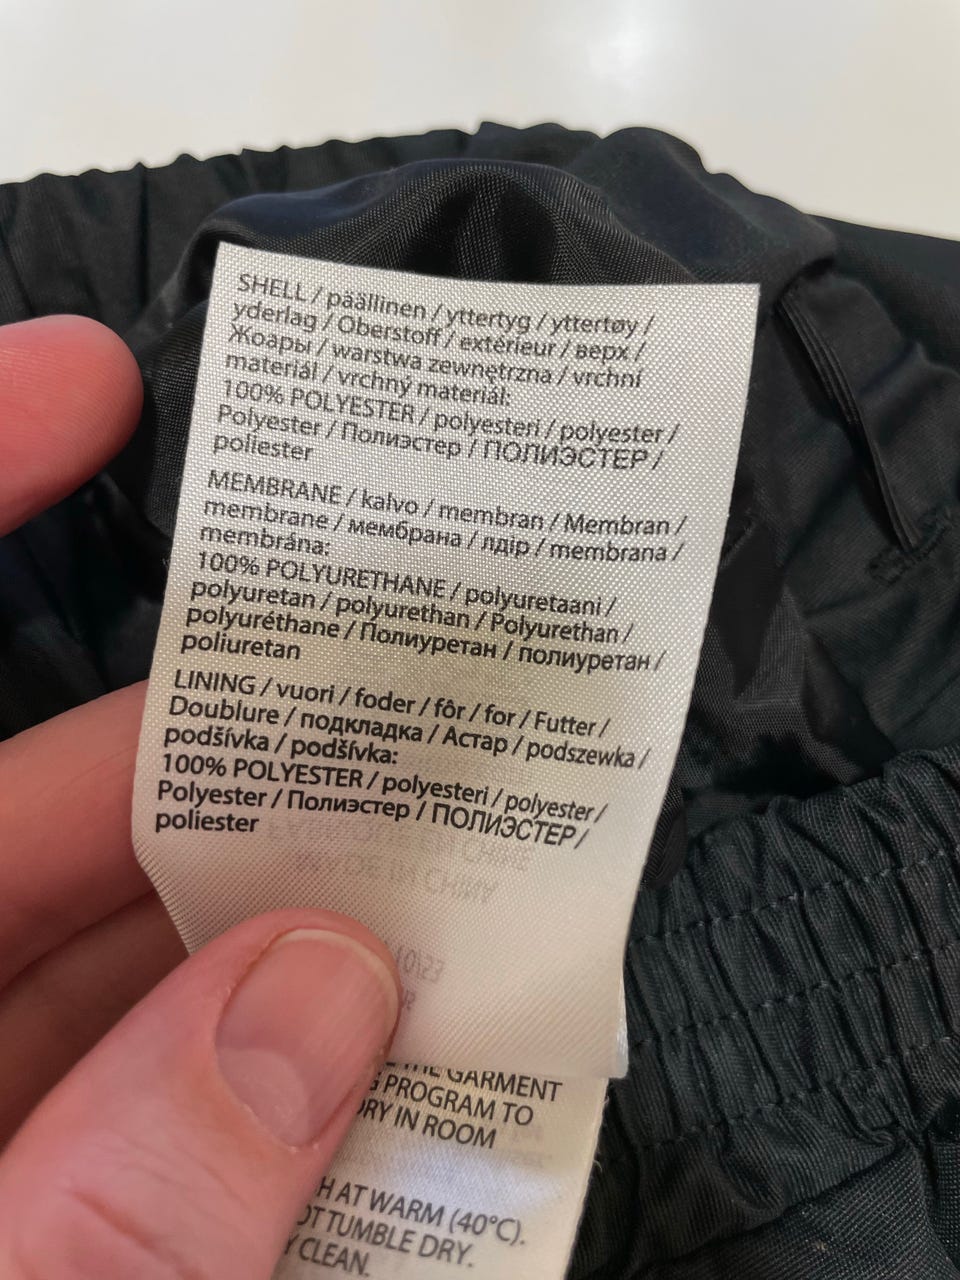 SHELL / päällinen / yttertyg / yttertøy /
yderlag / Oberstoff / extérieur / верх /
Жоары / warstwa zewnętrzna / vrchní
materiál / vrchný materiál:
100% POLYESTER / polyesteri / polyester /
Polyester / Полиэстер / ПОЛИЭСТЕР /
poliester
MEMBRANE / kalvo / membran / Membran /
membrane / мембрана / лдір / membrana /
membrána:
100% POLYURETHANE / polyuretaani /
polyuretan / polyurethan / Polyurethan /
polyuréthane / Полиуретан / полиуретан /
poliuretan
LINING / vuori / foder / fôr / for / Futter /
Doublure / подкладка / Астар / podszewka /
podšívka / podšívka:
100% POLYESTER / polyesteri / polyester /
Polyester / Полиэстер / ПОЛИЭСТЕР /
poliester
THE GARMENT
PROGRAM TO
DRY IN ROOM
AT WARM (40°C).
TUMBLE DRY.
CLEAN.